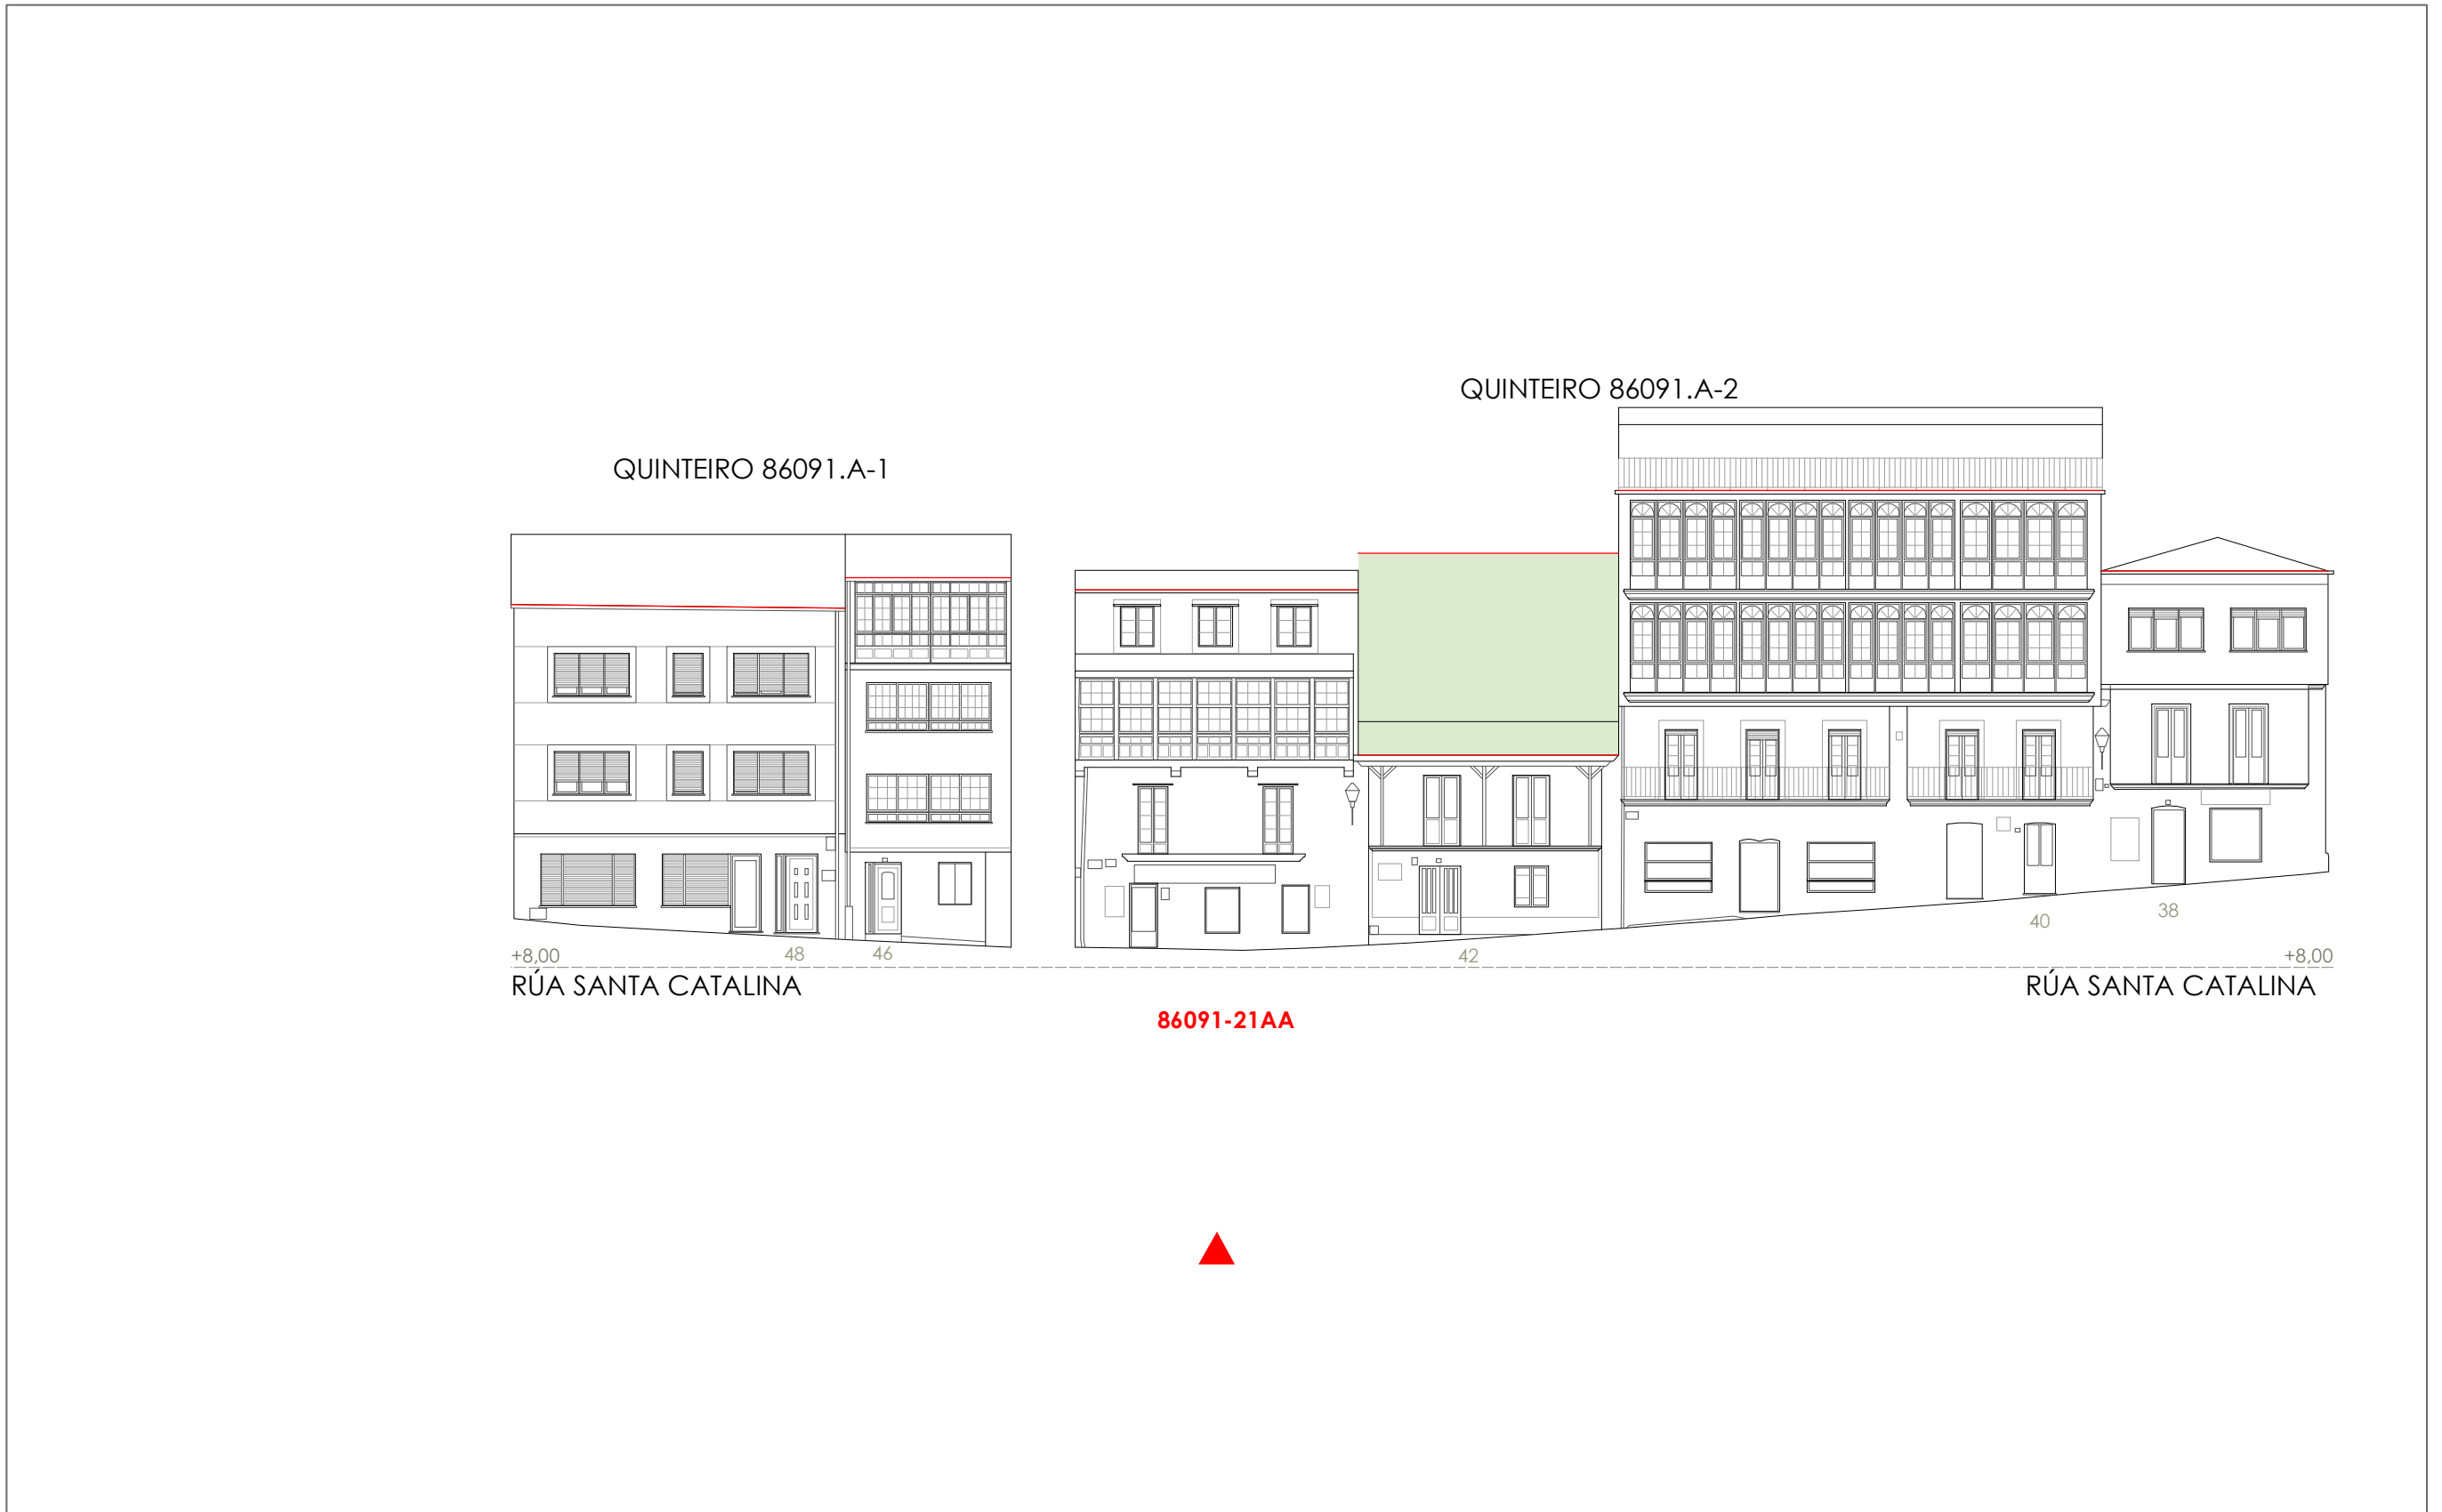 QUINTEIRO 86091.A-2
QUINTEIRO 86091.A-1
38
40
+8,00 48 46 42 +8,00
RÚA SANTA CATALINA RÚA SANTA CATALINA
86091-21AA